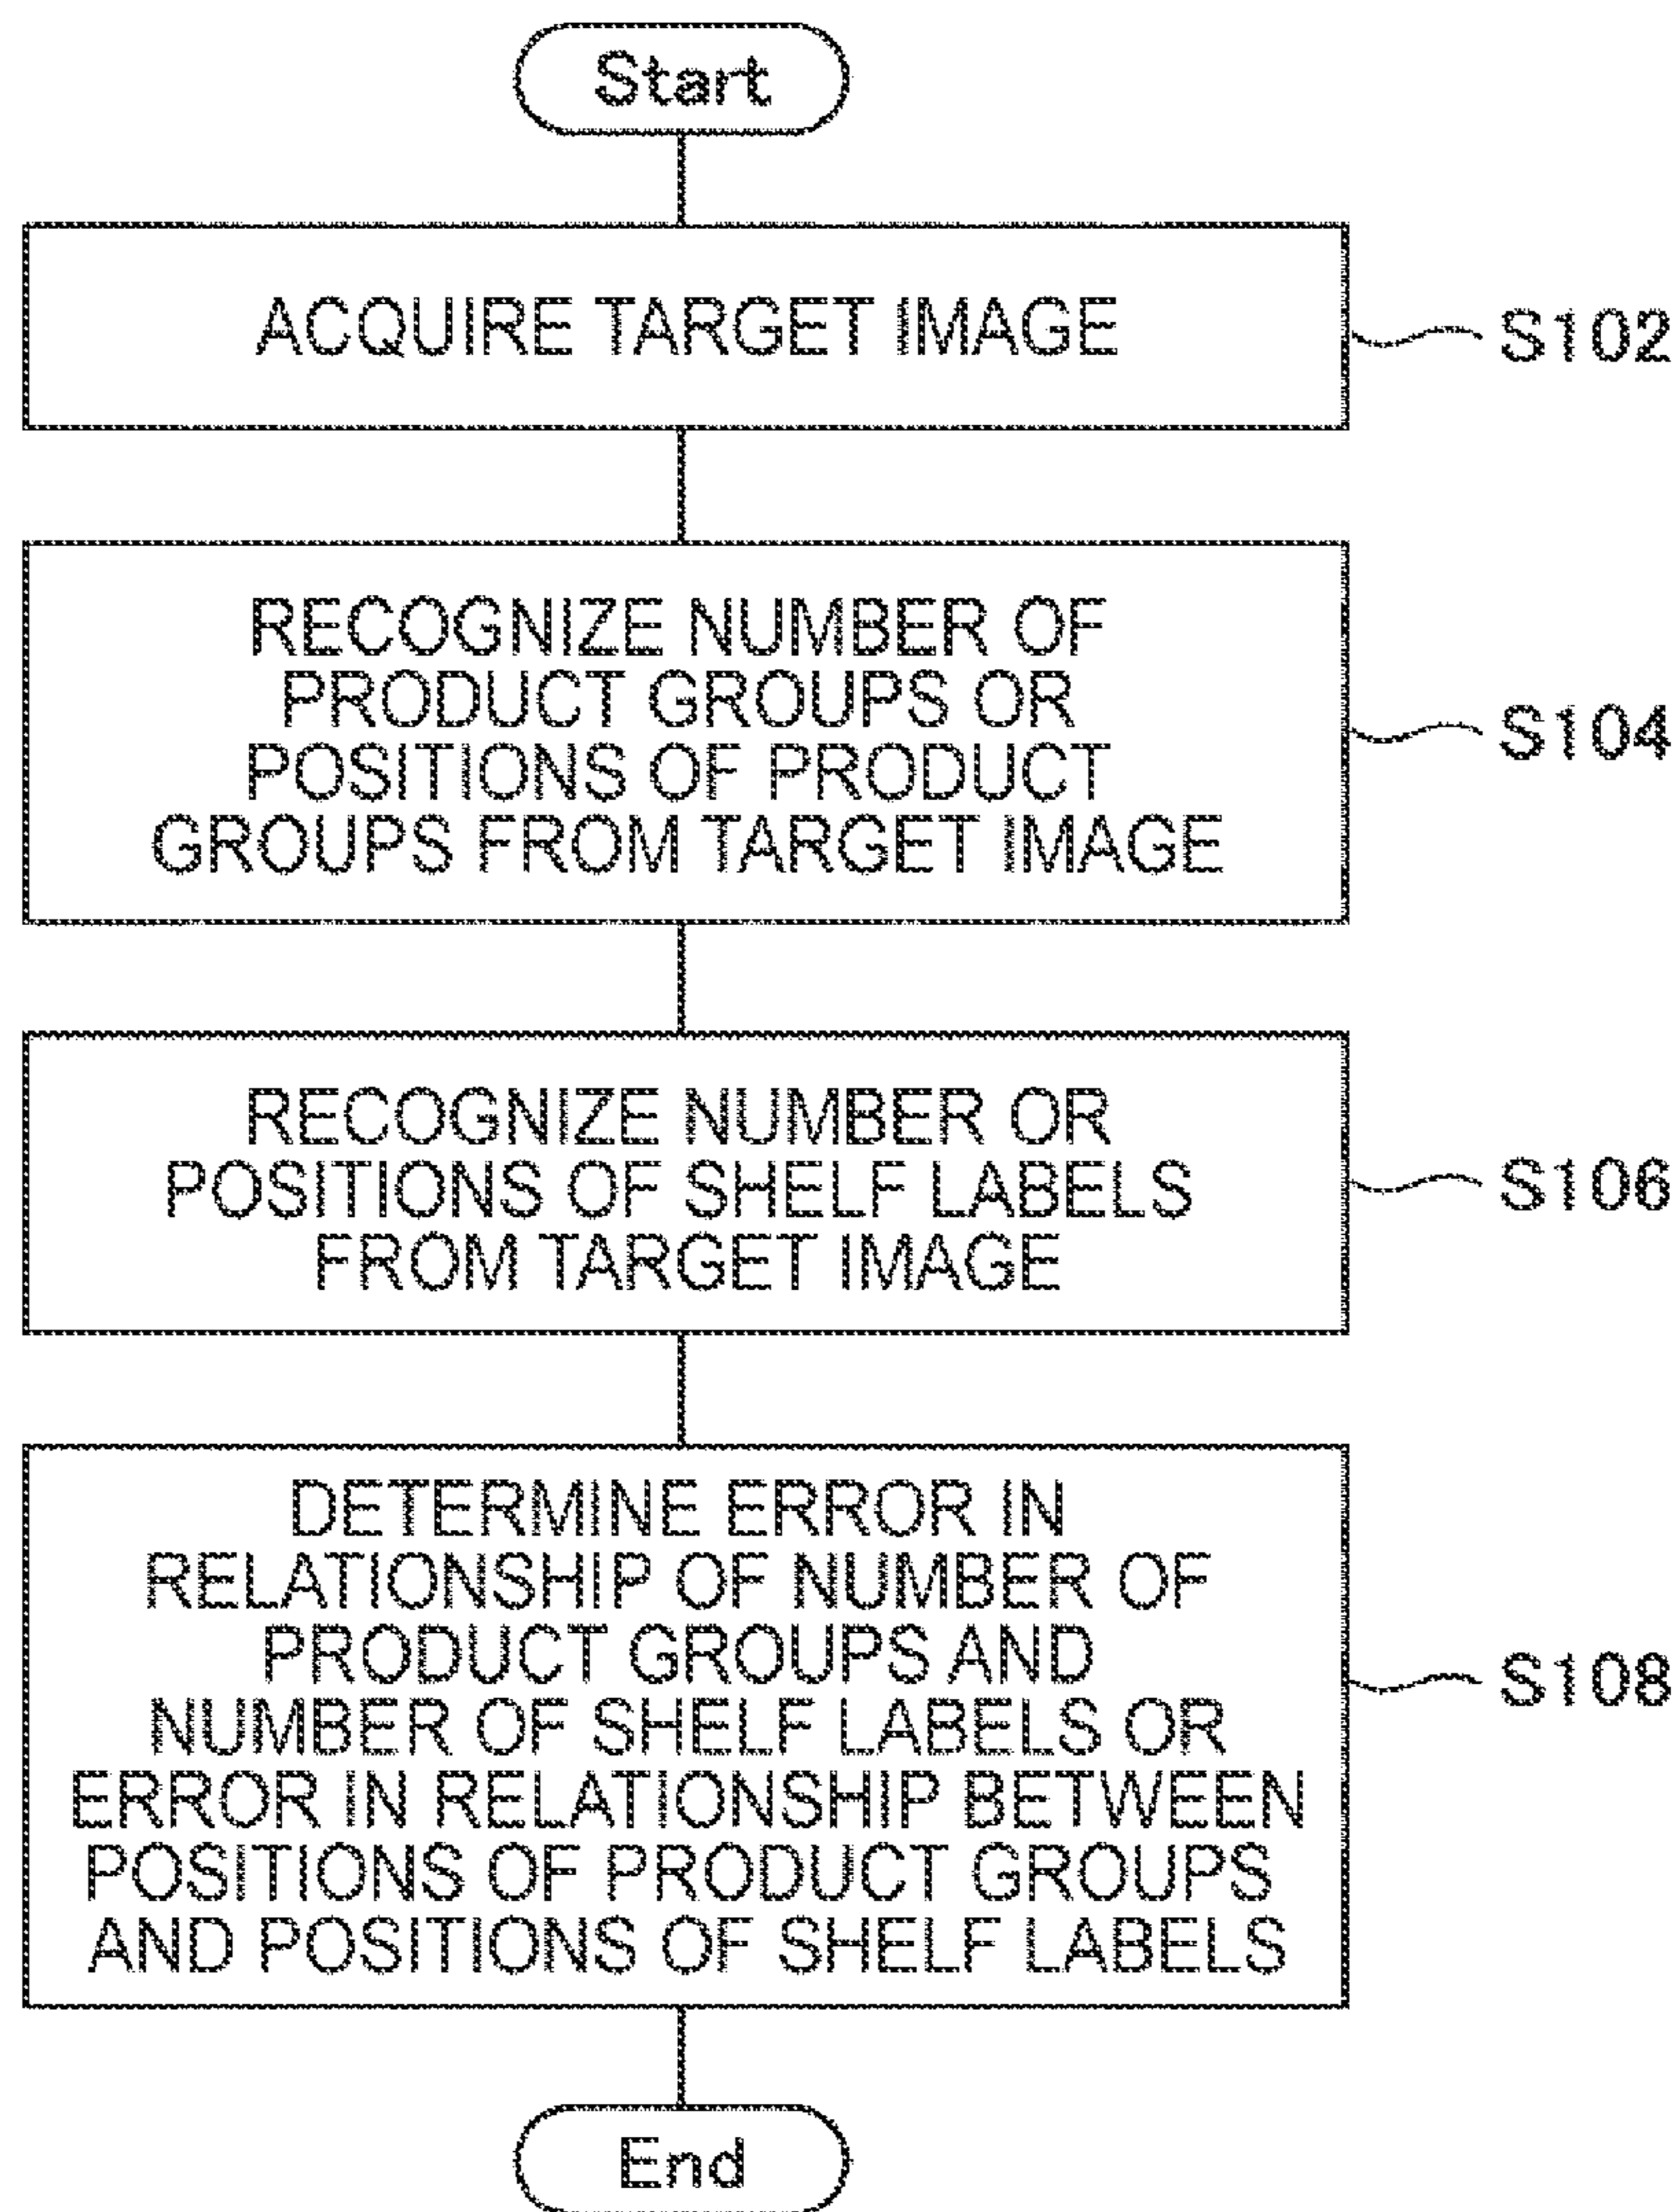 Start
ACQUIRE TARGET IMAGE
S102
RECOGNIZE NUMBER OF
PRODUCT GROUPS OR
POSITIONS OF PRODUCT
GROUPS FROM TARGET IMAGE
S104
RECOGNIZE NUMBER OR
POSITIONS OF SHELF LABELS
FROM TARGET IMAGE
S106
DETERMINE ERROR IN
RELATIONSHIP OF NUMBER OF
PRODUCT GROUPS AND
NUMBER OF SHELF LABELS OR
ERROR IN RELATIONSHIP BETWEEN
POSITIONS OF PRODUCT GROUPS
AND POSITIONS OF SHELF LABELS
S108
End